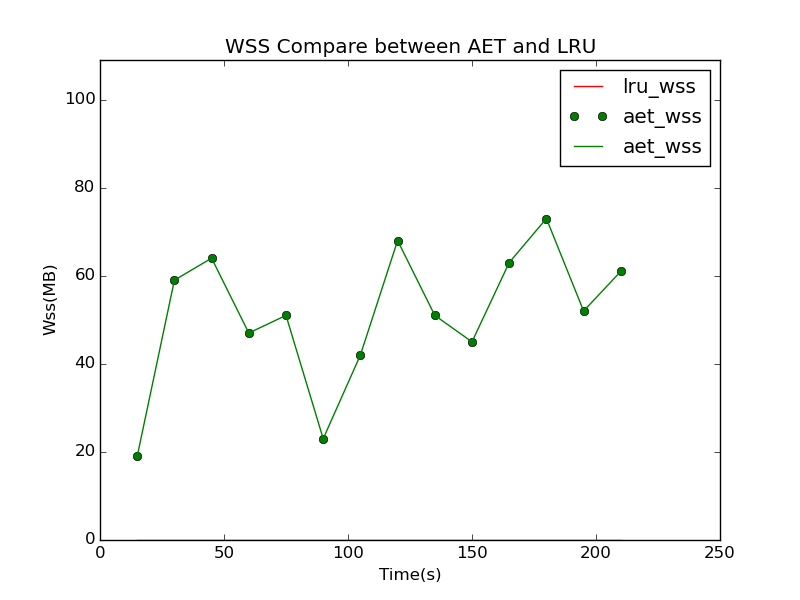 WSS Compare between AET and LRU
lru_wss
aet_wss
aet_wss
Wss(MB)
100
80
60
40
20
0
0 50 100 150 200 250
Time(s)